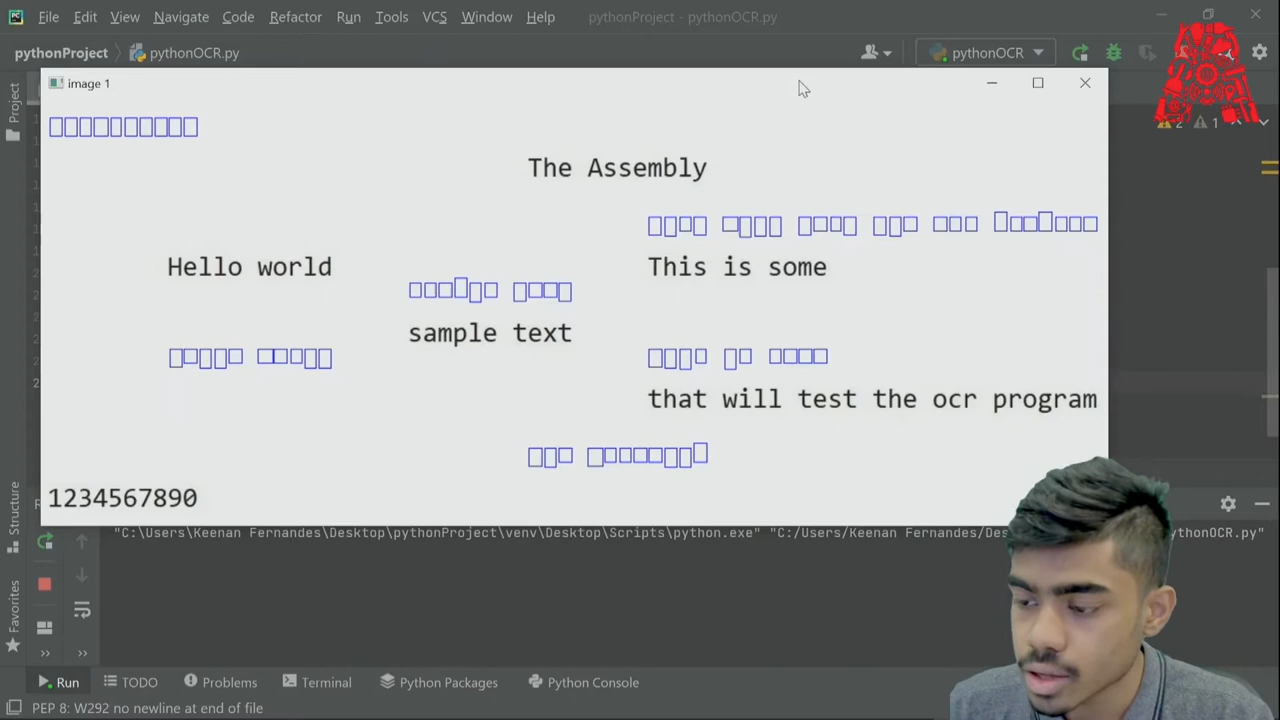 File Edit View Navigate Code Refactor Run Tools VCS Window Help pythonProject - pythonOCR.py
pythonProject pythonOCR.py pythonOCR
Project
image 1
2 1
The Assembly
Hello world
This is some
sample text
that will test the ocr program
1234567890
Structure
Favorites
"C:\Users\Keenan Fernandes\Desktop\pythonProject\venv\Desktop\Scripts\python.exe" "C:/Users/Keenan Fernandes/Des ythonOCR.py"
Run TODO Problems Terminal Python Packages Python Console
PEP 8: W292 no newline at end of file